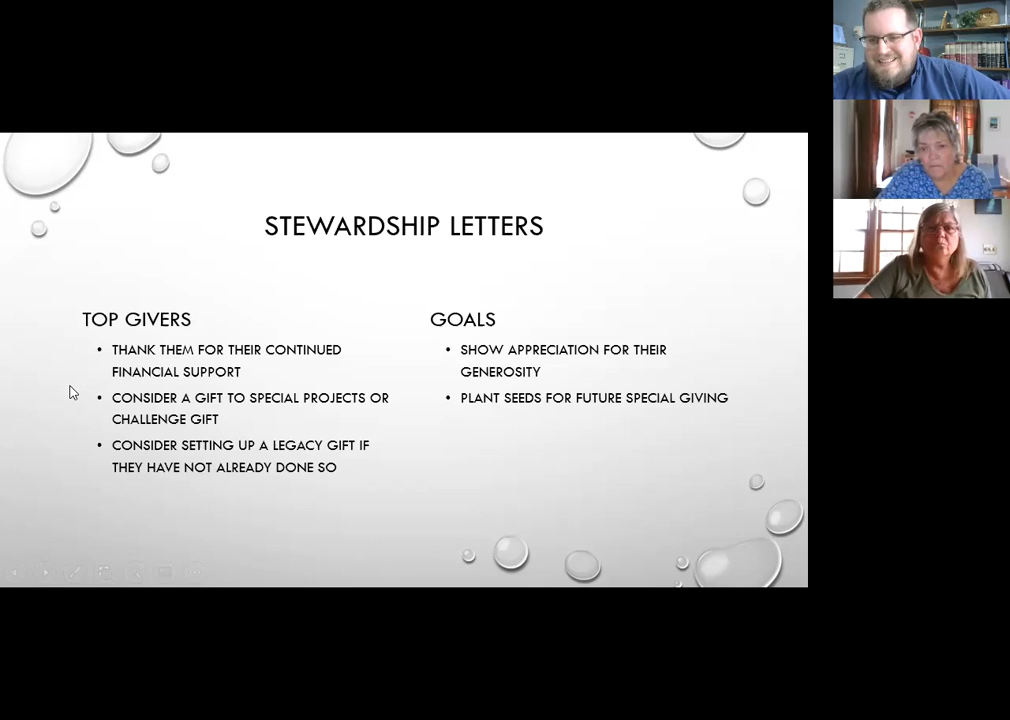 STEWARDSHIP LETTERS
TOP GIVERS
• THANK THEM FOR THEIR CONTINUED
FINANCIAL SUPPORT
• CONSIDER A GIFT TO SPECIAL PROJECTS OR
CHALLENGE GIFT
• CONSIDER SETTING UP A LEGACY GIFT IF
THEY HAVE NOT ALREADY DONE SO
GOALS
• SHOW APPRECIATION FOR THEIR
GENEROSITY
• PLANT SEEDS FOR FUTURE SPECIAL GIVING